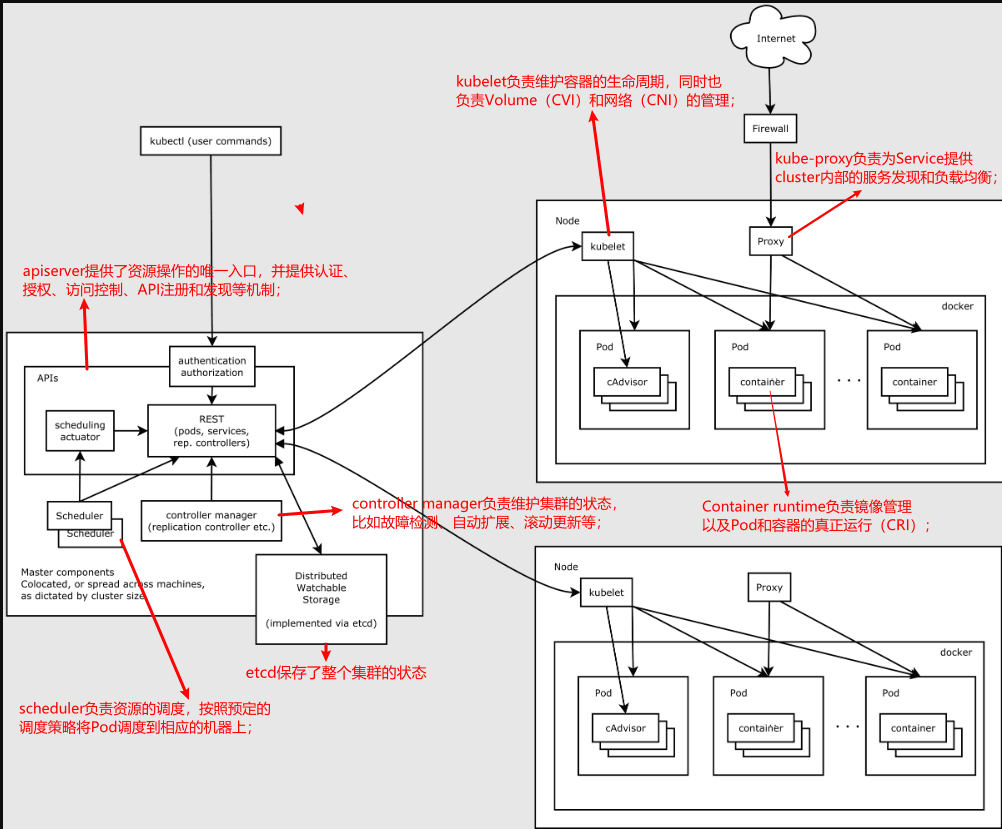 Internet
kubelet负责维护容器的生命周期，同时也
负责Volume（CVI）和网络（CNI）的管理；
Firewall
kubectl (user commands)
kube-proxy负责为Service提供
cluster内部的服务发现和负载均衡；
Node
kubelet
Proxy
apiserver提供了资源操作的唯一入口，并提供认证、
授权、访问控制、API注册和发现等机制；
docker
Pod
Pod
Pod
cAdvisor
container
· · ·
container
authentication
authorization
APIs
scheduling
actuator
REST
(pods, services,
rep. controllers)
Scheduler
Scheduler
controller manager
(replication controller etc.)
controller manager负责维护集群的状态，
比如故障检测、自动扩展、滚动更新等；
Container runtime负责镜像管理
以及Pod和容器的真正运行（CRI）；
Master components
Colocated, or spread across machines,
as dictated by cluster size.
Distributed
Watchable
Storage
(implemented via etcd)
etcd保存了整个集群的状态
scheduler负责资源的调度，按照预定的
调度策略将Pod调度到相应的机器上；
Node
kubelet
Proxy
docker
Pod
Pod
Pod
cAdvisor
container
· · ·
container